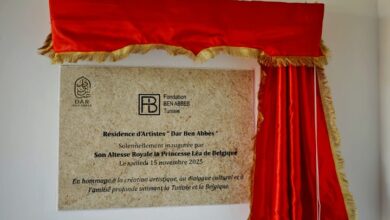 DAR
BEN ABBES
FB
Fondation
BEN ABBES
Tunisie
Résidence d'Artistes " Dar Ben Abbès "
Solennellement inaugurée par
Son Altesse Royale la Princesse Léa de Belgique
Le samedi 15 novembre 2025
En hommage à la création artistique, au dialogue culturel et à
l'amitié profonde unissant la Tunisie et la Belgique.